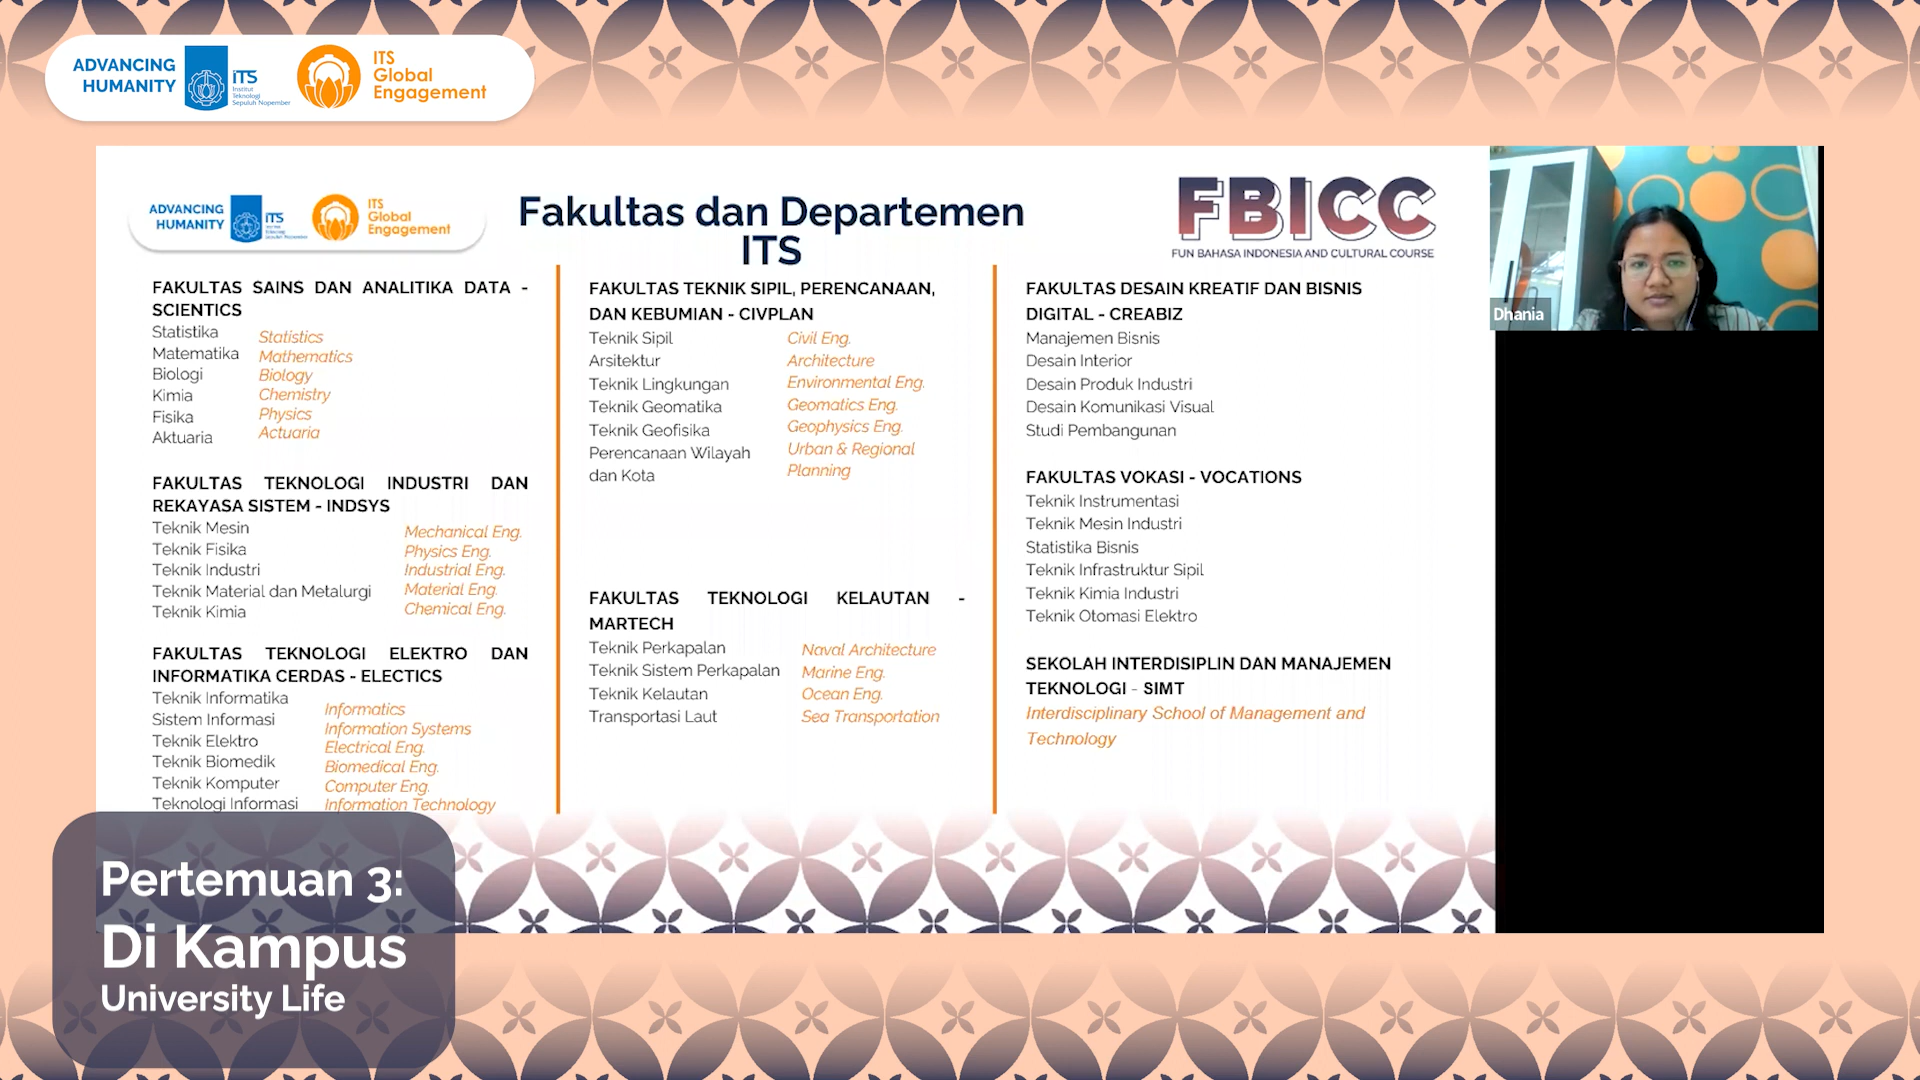 ADVANCING
HUMANITY
ITS
Institut
Teknologi
Sepuluh Nopember
ITS
Global
Engagement
ADVANCING
HUMANITY
ITS
ITS
Global
Engagement
Fakultas dan Departemen
ITS
FBICC
FUN BAHASA INDONESIA AND CULTURAL COURSE
Dhania
FAKULTAS SAINS DAN ANALITIKA DATA -
SCIENTICS
Statistika Statistics
Matematika Mathematics
Biologi Biology
Kimia Chemistry
Fisika Physics
Aktuaria Actuaria
FAKULTAS TEKNOLOGI INDUSTRI DAN
REKAYASA SISTEM - INDSYS
Teknik Mesin Mechanical Eng.
Teknik Fisika Physics Eng.
Teknik Industri Industrial Eng.
Teknik Material dan Metalurgi Material Eng.
Teknik Kimia Chemical Eng.
FAKULTAS TEKNOLOGI ELEKTRO DAN
INFORMATIKA CERDAS - ELECTICS
Teknik Informatika Informatics
Sistem Informasi Information Systems
Teknik Elektro Electrical Eng.
Teknik Biomedik Biomedical Eng.
Teknik Komputer Computer Eng.
Teknologi Informasi Information Technology
FAKULTAS TEKNIK SIPIL, PERENCANAAN,
DAN KEBUMIAN - CIVPLAN
Teknik Sipil Civil Eng.
Arsitektur Architecture
Teknik Lingkungan Environmental Eng.
Teknik Geomatika Geomatics Eng.
Teknik Geofisika Geophysics Eng.
Perencanaan Wilayah Urban & Regional
dan Kota Planning
FAKULTAS TEKNOLOGI KELAUTAN -
MARTECH
Teknik Perkapalan Naval Architecture
Teknik Sistem Perkapalan Marine Eng.
Teknik Kelautan Ocean Eng.
Transportasi Laut Sea Transportation
FAKULTAS DESAIN KREATIF DAN BISNIS
DIGITAL - CREABIZ
Manajemen Bisnis
Desain Interior
Desain Produk Industri
Desain Komunikasi Visual
Studi Pembangunan
FAKULTAS VOKASI - VOCATIONS
Teknik Instrumentasi
Teknik Mesin Industri
Statistika Bisnis
Teknik Infrastruktur Sipil
Teknik Kimia Industri
Teknik Otomasi Elektro
SEKOLAH INTERDISIPLIN DAN MANAJEMEN
TEKNOLOGI - SIMT
Interdisciplinary School of Management and
Technology
Pertemuan 3:
Di Kampus
University Life